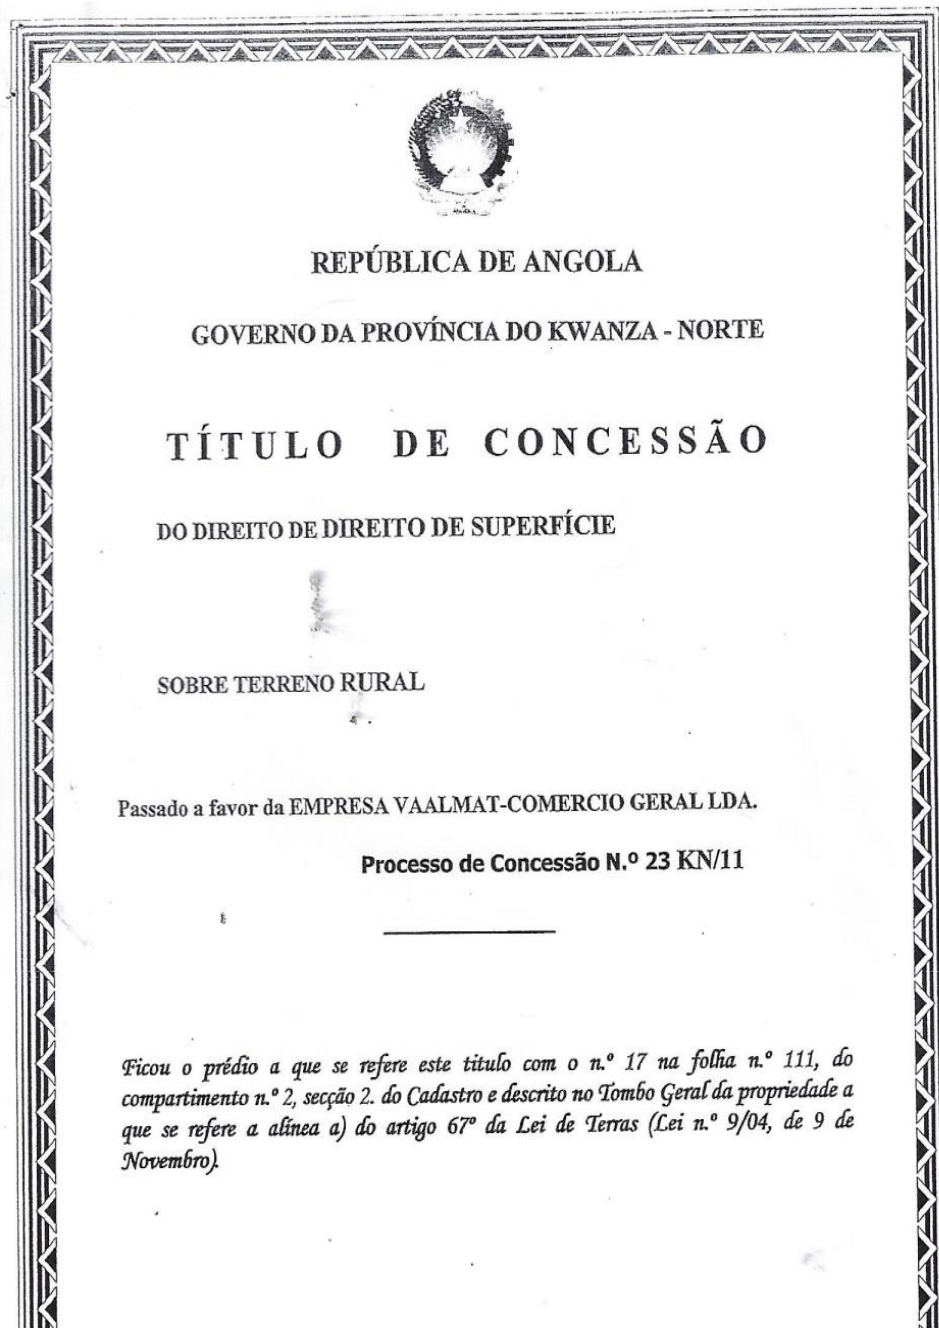 REPÚBLICA DE ANGOLA
GOVERNO DA PROVÍNCIA DO KWANZA - NORTE
TÍTULO DE CONCESSÃO
DO DIREITO DE DIREITO DE SUPERFÍCIE
SOBRE TERRENO RURAL
Passado a favor da EMPRESA VAALMAT-COMERCIO GERAL LDA.
Processo de Concessão N.º 23 KN/11
Ficou o prédio a que se refere este titulo com o n.º 17 na folha n.º 111, do
compartimento n.º 2, secção 2. do Cadastro e descrito no Tombo Geral da propriedade a
que se refere a alínea a) do artigo 67º da Lei de Terras (Lei n.º 9/04, de 9 de
Novembro).